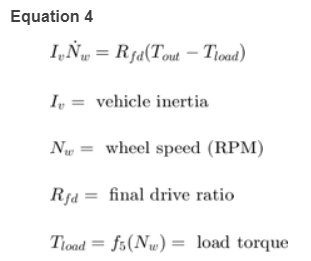 Equation 4
I_v Ṅ_w = R_fd(T_out − T_load)
I_v = vehicle inertia
N_w = wheel speed (RPM)
R_fd = final drive ratio
T_load = f_5(N_w) = load torque